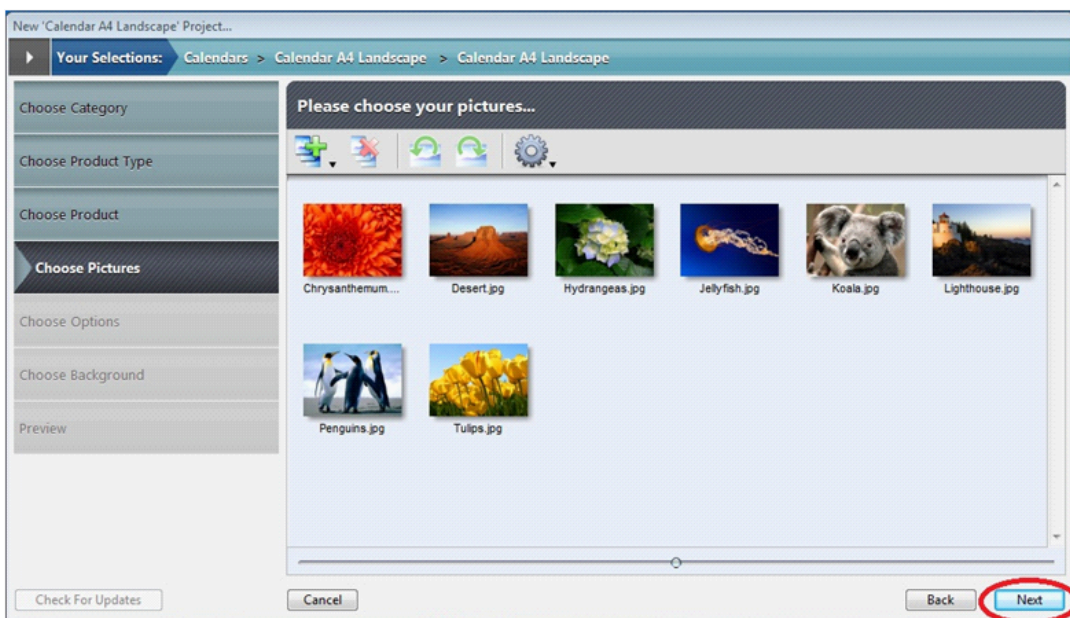 New 'Calendar A4 Landscape' Project...
Your Selections: Calendars > Calendar A4 Landscape > Calendar A4 Landscape
Choose Category
Choose Product Type
Choose Product
Choose Pictures
Choose Options
Choose Background
Preview
Please choose your pictures...
Chrysanthemum.... Desert.jpg Hydrangeas.jpg Jellyfish.jpg Koala.jpg Lighthouse.jpg
Penguins.jpg Tulips.jpg
Check For Updates Cancel Back Next